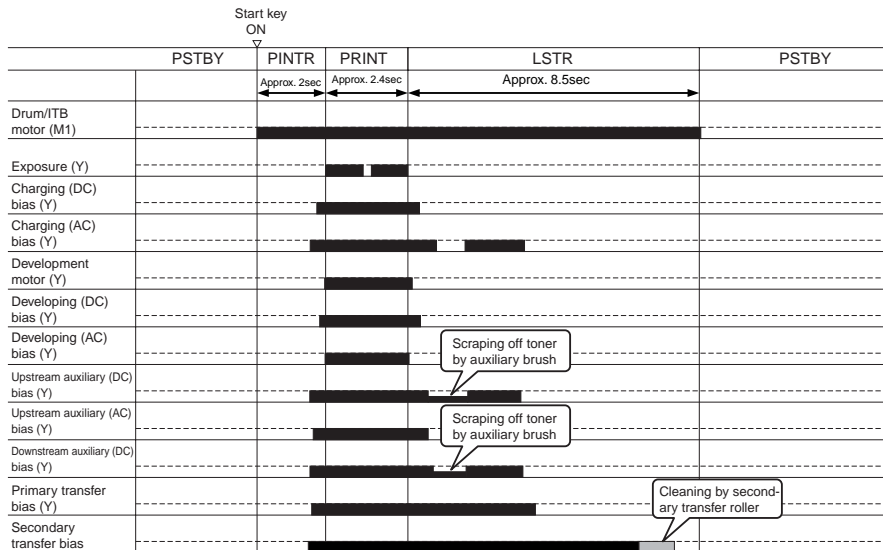 Start key
ON
PSTBY PINTR PRINT LSTR PSTBY
Approx. 2sec Approx. 2.4sec Approx. 8.5sec
Drum/ITB
motor (M1)
Exposure (Y)
Charging (DC)
bias (Y)
Charging (AC)
bias (Y)
Development
motor (Y)
Developing (DC)
bias (Y)
Developing (AC)
bias (Y)
Scraping off toner
by auxiliary brush
Upstream auxiliary (DC)
bias (Y)
Upstream auxiliary (AC)
bias (Y)
Scraping off toner
by auxiliary brush
Downstream auxiliary (DC)
bias (Y)
Primary transfer
bias (Y)
Cleaning by second-
ary transfer roller
Secondary
transfer bias